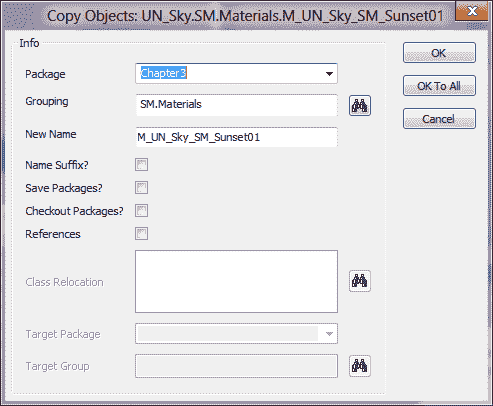 Copy Objects: UN_Sky.SM.Materials.M_UN_Sky_SM_Sunset01
Info
Package
Chapter3
OK
OK To All
Grouping
SM.Materials
Cancel
New Name
M_UN_Sky_SM_Sunset01
Name Suffix?
Save Packages?
Checkout Packages?
References
Class Relocation
Target Package
Target Group